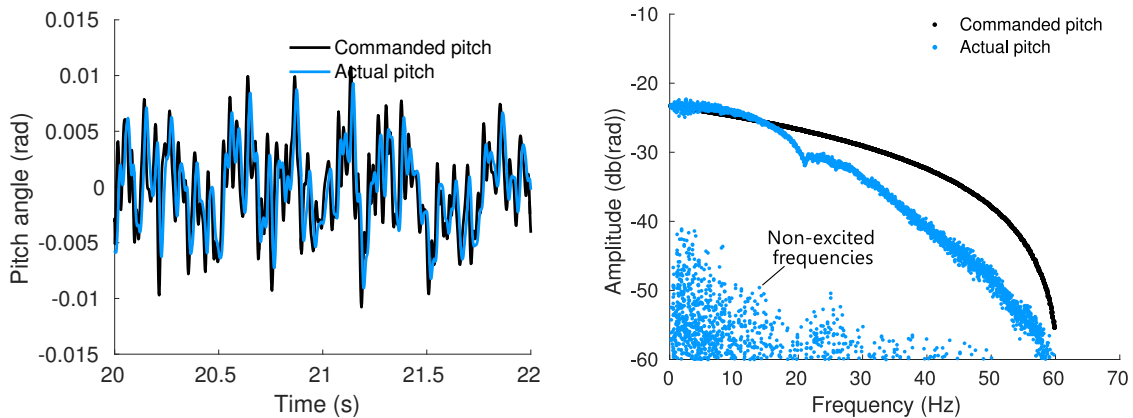 0.015
0.01
0.005
0
-0.005
-0.01
-0.015
Pitch angle (rad)
Commanded pitch
Actual pitch
20
20.5
21
21.5
22
Time (s)
-10
-20
-30
-40
-50
-60
Amplitude (db(rad))
Commanded pitch
Actual pitch
Non-excited
frequencies
0
10
20
30
40
50
60
70
Frequency (Hz)